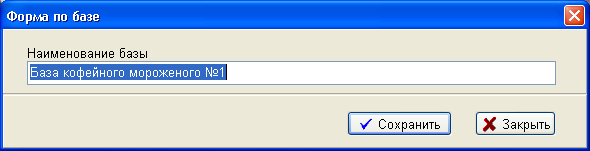 Форма по базе
Наименование базы
База кофейного мороженого №1
Сохранить
Закрыть